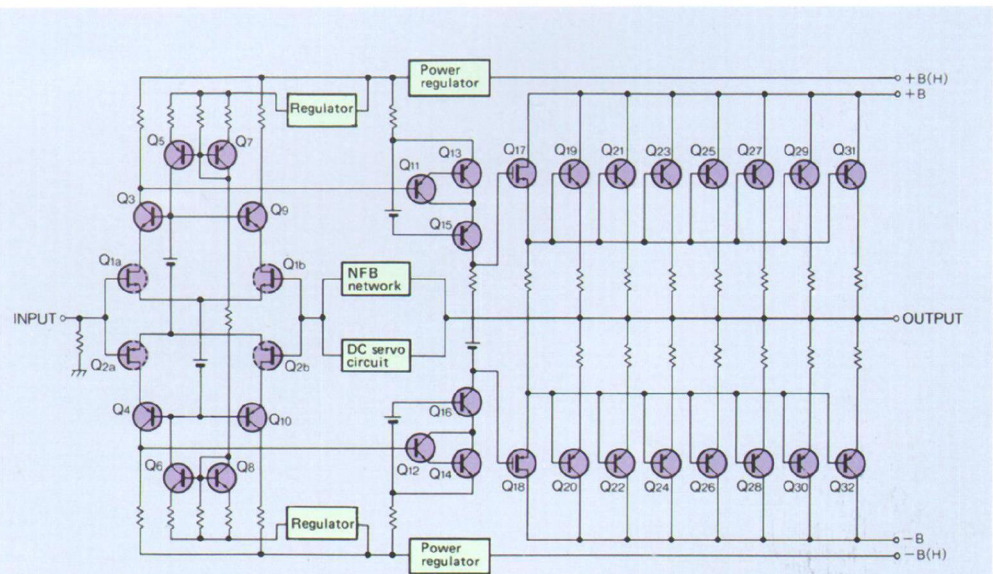 Power regulator
+B(H)
+B
Regulator
Q5
Q7
Q11
Q13
Q17
Q19
Q21
Q23
Q25
Q27
Q29
Q31
Q3
Q9
Q15
Q1a
Q1b
NFB network
INPUT
OUTPUT
DC servo circuit
Q2a
Q2b
Q4
Q10
Q16
Q6
Q8
Q12
Q14
Q18
Q20
Q22
Q24
Q26
Q28
Q30
Q32
Regulator
Power regulator
−B
−B(H)